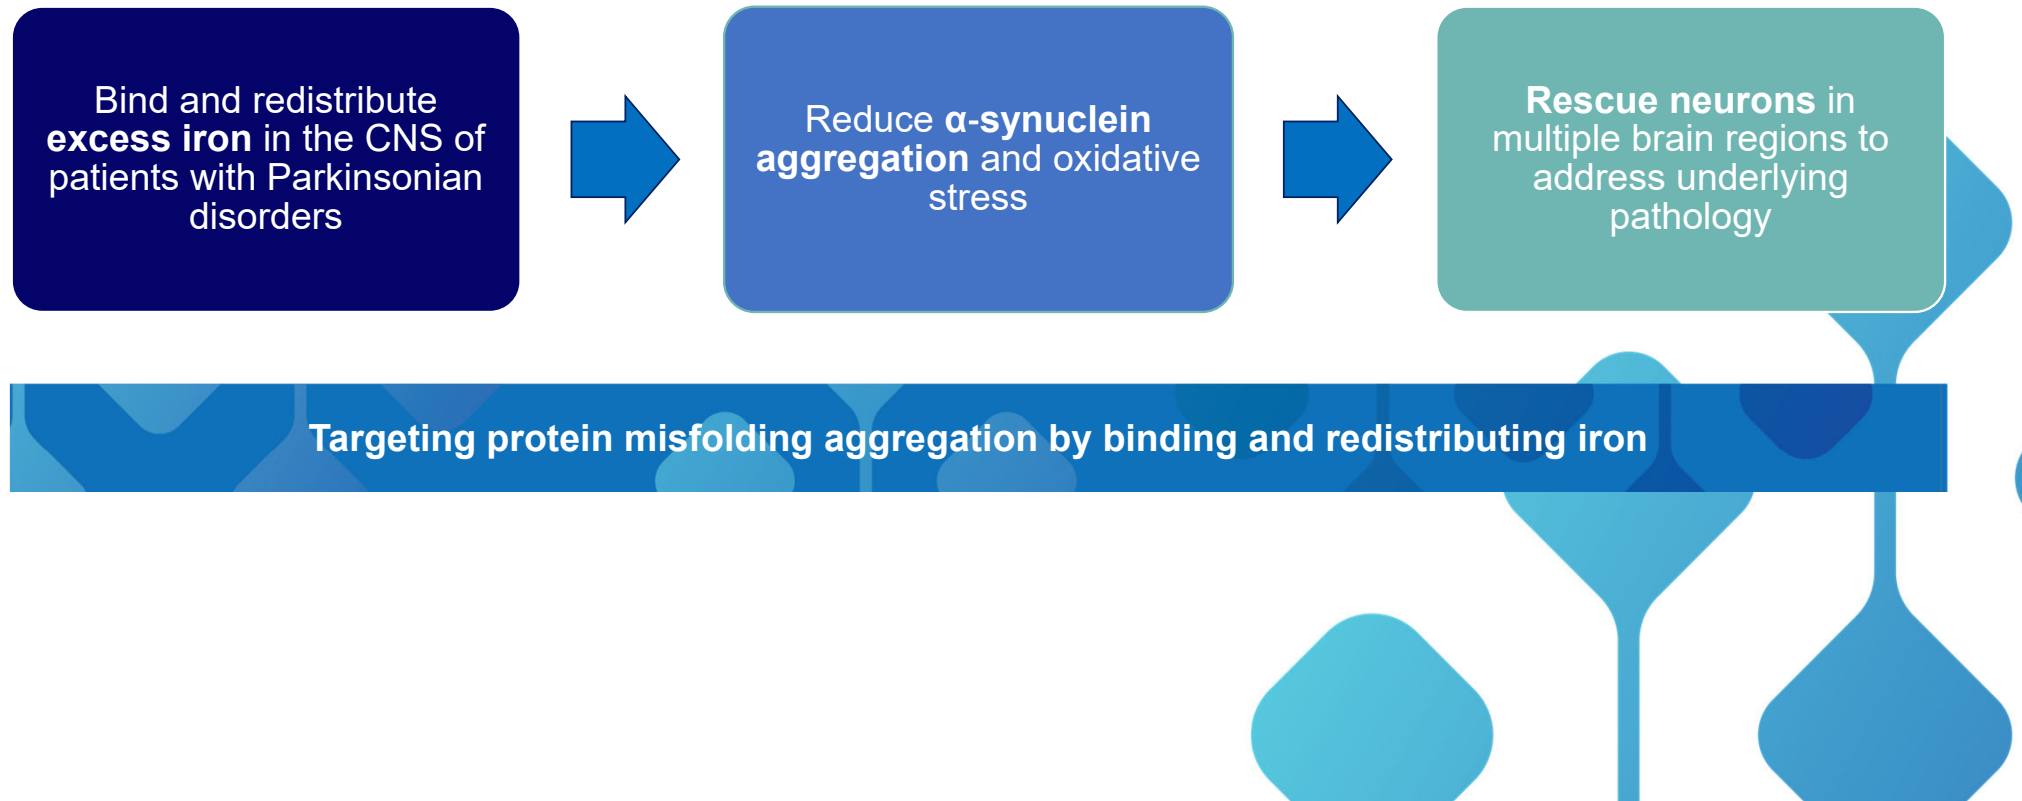 Bind and redistribute
excess iron in the CNS of
patients with Parkinsonian
disorders
Reduce α-synuclein
aggregation and oxidative
stress
Rescue neurons in
multiple brain regions to
address underlying
pathology
Targeting protein misfolding aggregation by binding and redistributing iron